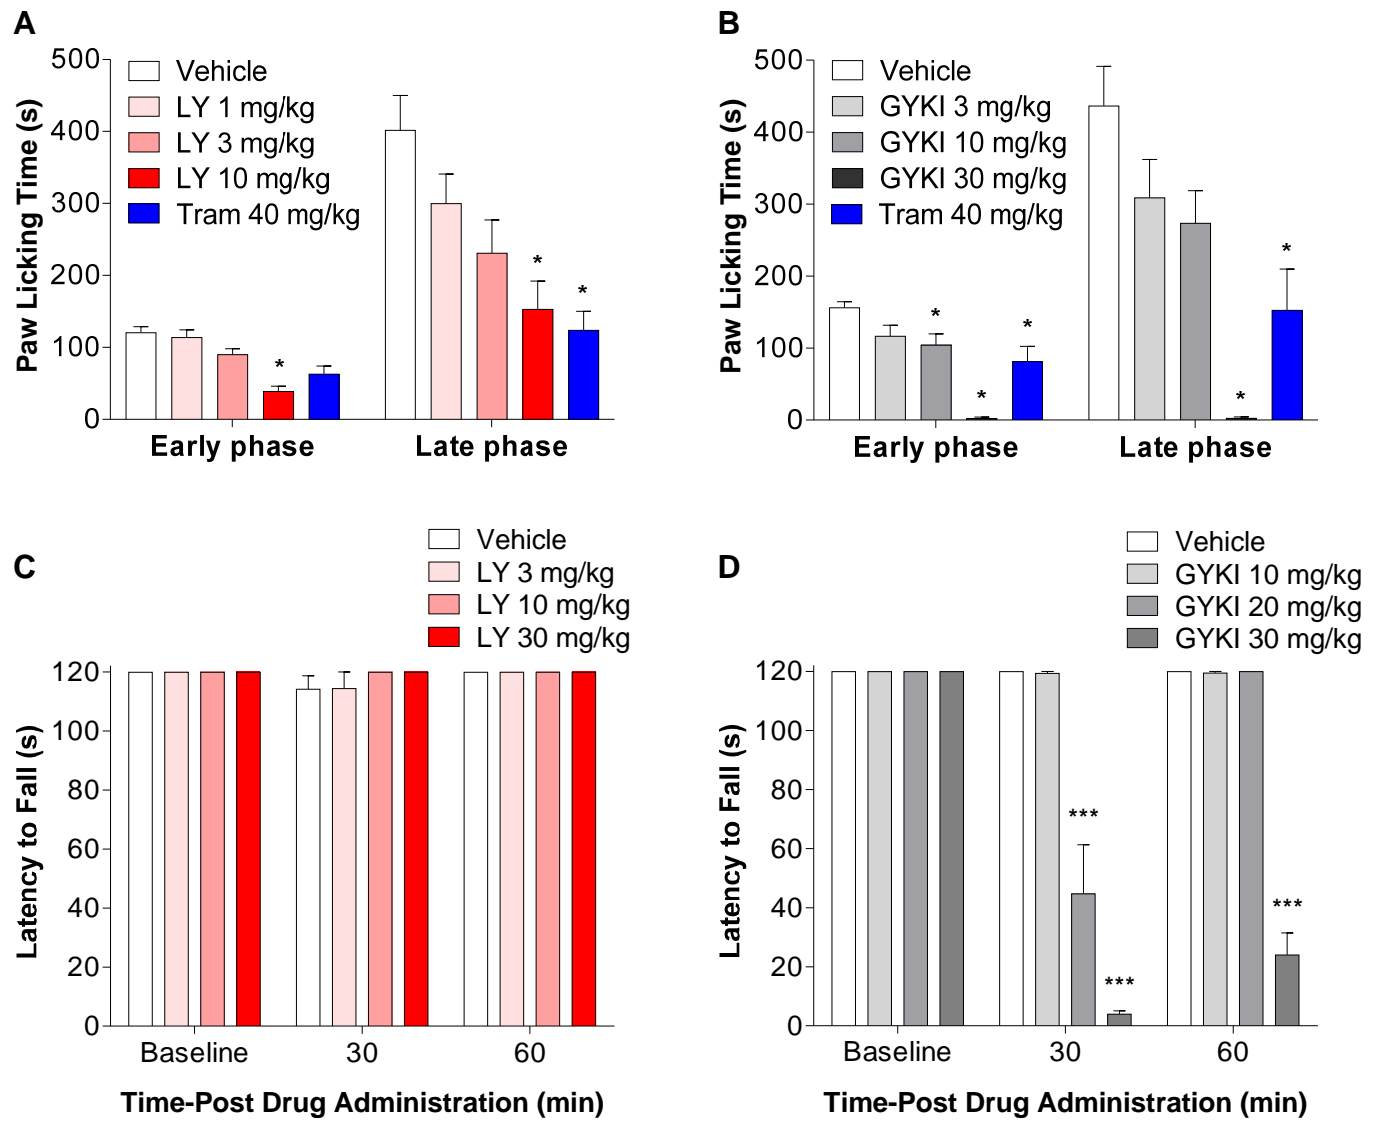 A
Paw Licking Time (s)
500
400
300
200
100
0
Vehicle
LY 1 mg/kg
LY 3 mg/kg
LY 10 mg/kg
Tram 40 mg/kg
*
*
*
Early phase
Late phase
B
Paw Licking Time (s)
500
400
300
200
100
0
Vehicle
GYKI 3 mg/kg
GYKI 10 mg/kg
GYKI 30 mg/kg
Tram 40 mg/kg
*
*
*
*
*
Early phase
Late phase
C
Vehicle
LY 3 mg/kg
LY 10 mg/kg
LY 30 mg/kg
Latency to Fall (s)
120
100
80
60
40
20
0
Baseline
30
60
Time-Post Drug Administration (min)
D
Vehicle
GYKI 10 mg/kg
GYKI 20 mg/kg
GYKI 30 mg/kg
Latency to Fall (s)
120
100
80
60
40
20
0
***
***
***
Baseline
30
60
Time-Post Drug Administration (min)